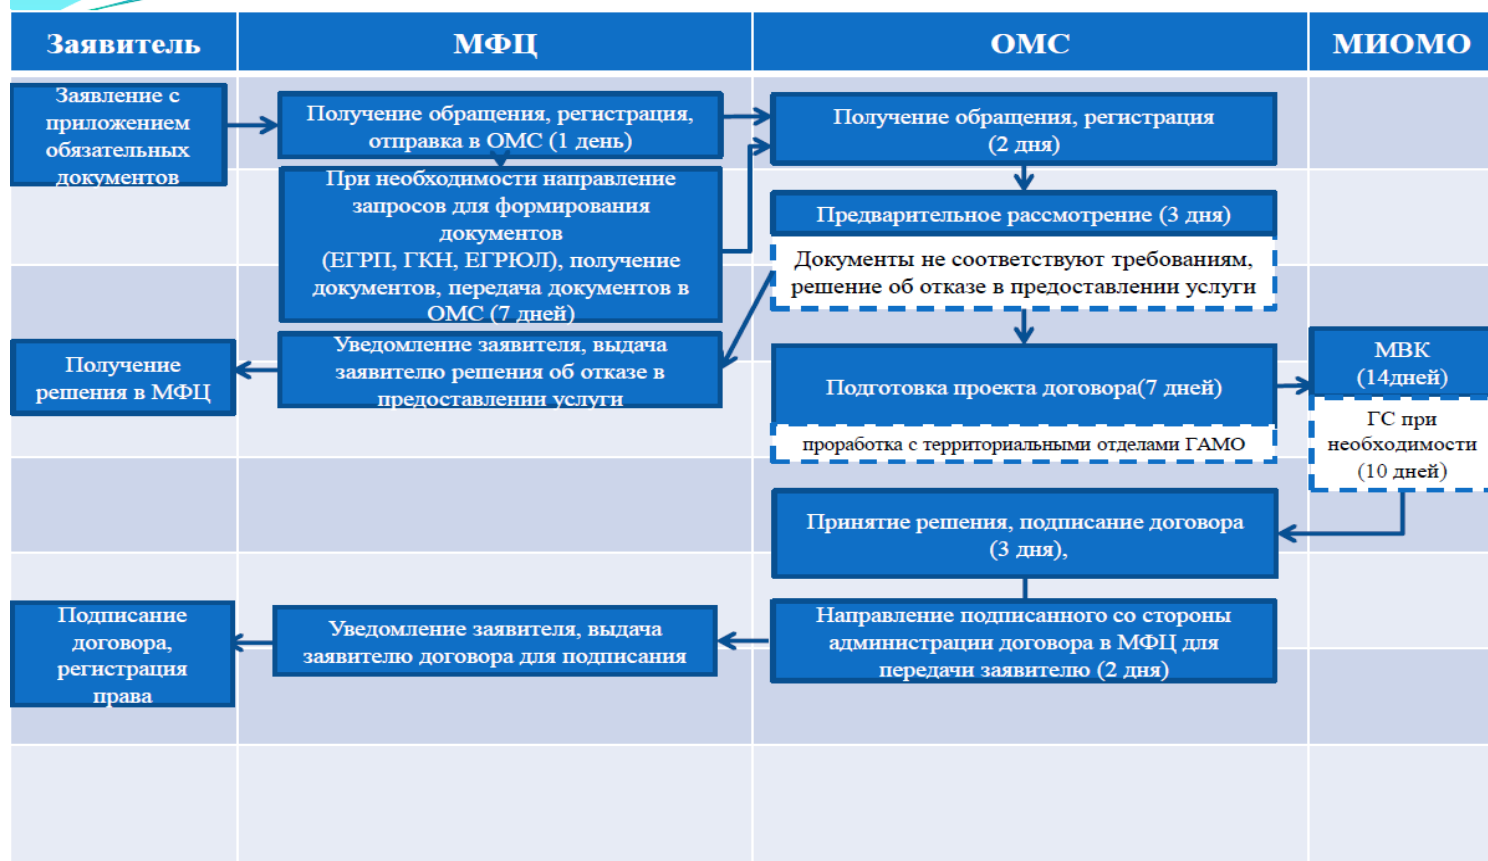 Заявитель
МФЦ
ОМС
МИОМО
Заявление с
приложением
обязательных
документов
Получение обращения, регистрация,
отправка в ОМС (1 день)
Получение обращения, регистрация
(2 дня)
При необходимости направление
запросов для формирования
документов
(ЕГРП, ГКН, ЕГРЮЛ), получение
документов, передача документов в
ОМС (7 дней)
Предварительное рассмотрение (3 дня)
Документы не соответствуют требованиям,
решение об отказе в предоставлении услуги
Получение
решения в МФЦ
Уведомление заявителя, выдача
заявителю решения об отказе в
предоставлении услуги
Подготовка проекта договора(7 дней)
проработка с территориальными отделами ГАМО
МВК
(14дней)
ГС при
необходимости
(10 дней)
Принятие решения, подписание договора
(3 дня),
Подписание
договора,
регистрация
права
Уведомление заявителя, выдача
заявителю договора для подписания
Направление подписанного со стороны
администрации договора в МФЦ для
передачи заявителю (2 дня)